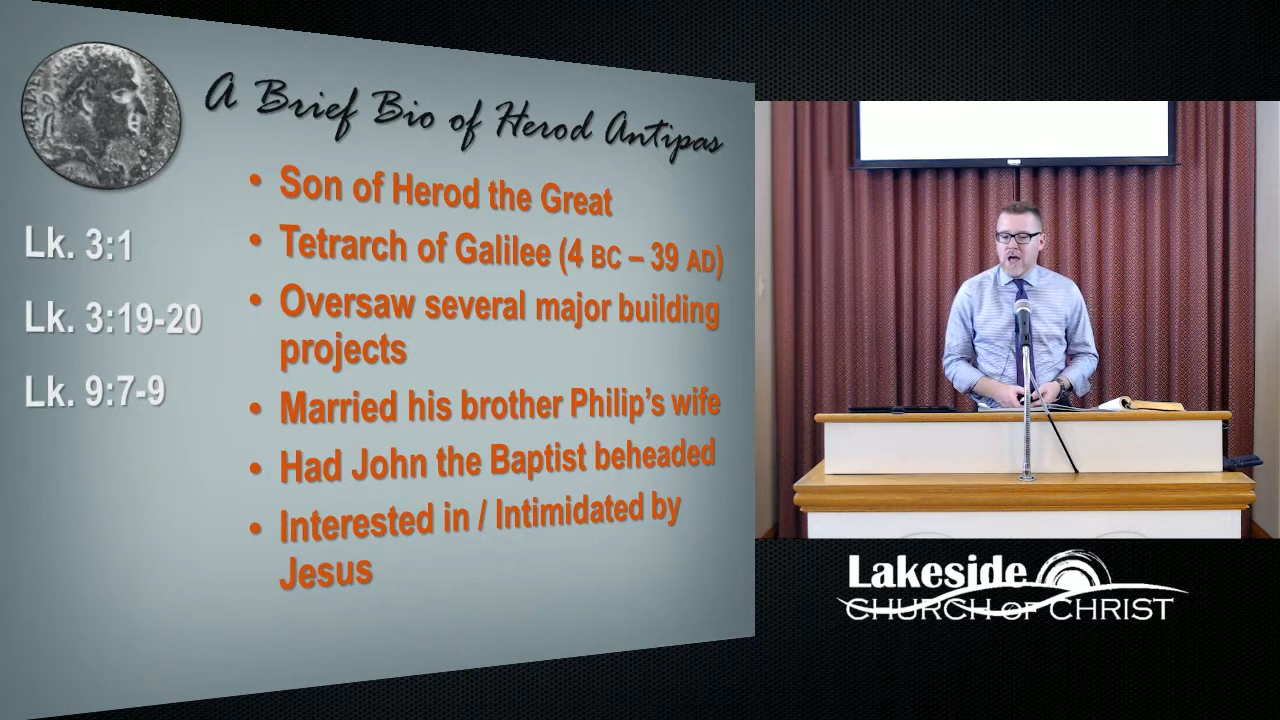 A Brief Bio of Herod Antipas
Lk. 3:1
Lk. 3:19-20
Lk. 9:7-9
• Son of Herod the Great
• Tetrarch of Galilee (4 BC – 39 AD)
• Oversaw several major building
projects
• Married his brother Philip’s wife
• Had John the Baptist beheaded
• Interested in / Intimidated by
Jesus
Lakeside
CHURCH OF CHRIST